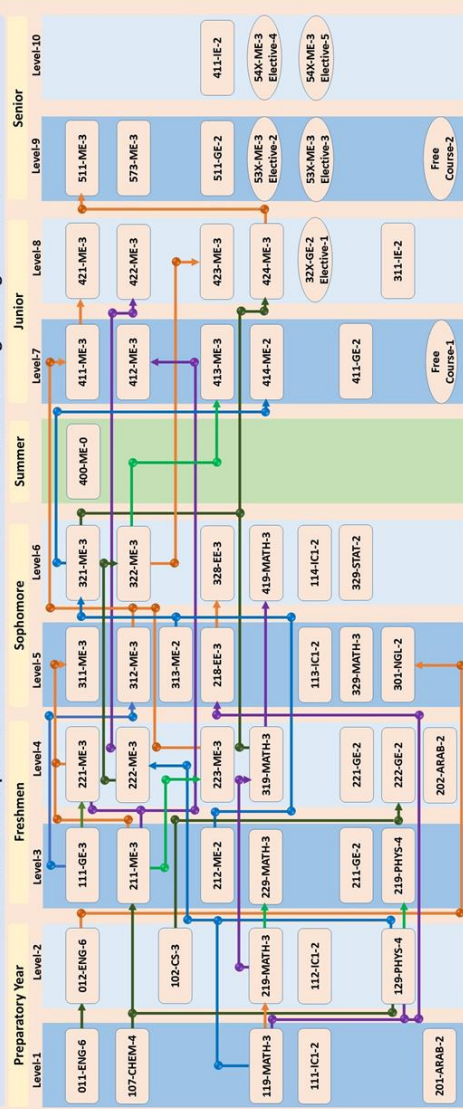 Preparatory Year
Freshmen
Sophomore
Summer
Junior
Senior
Level-1
Level-2
Level-3
Level-4
Level-5
Level-6
Level-7
Level-8
Level-9
Level-10
011-ENG-6
107-CHEM-4
119-MATH-3
111-IC1-2
201-ARAB-2
012-ENG-6
102-CS-3
219-MATH-3
112-IC1-2
129-PHYS-4
111-GE-3
211-ME-3
212-ME-2
229-MATH-3
211-GE-2
219-PHYS-4
221-ME-3
222-ME-3
223-ME-3
319-MATH-3
221-GE-2
222-GE-2
202-ARAB-2
311-ME-3
312-ME-3
313-ME-2
218-EE-3
113-IC1-2
329-MATH-3
301-NGL-2
321-ME-3
322-ME-3
328-EE-3
419-MATH-3
114-IC1-2
329-STAT-2
400-ME-0
411-ME-3
412-ME-3
413-ME-3
414-ME-2
411-GE-2
Free
Course-1
421-ME-3
422-ME-3
423-ME-3
424-ME-3
32X-GE-2
Elective-1
311-IE-2
511-ME-3
573-ME-3
511-GE-2
53X-ME-3
Elective-2
53X-ME-3
Elective-3
Free
Course-2
411-IE-2
54X-ME-3
Elective-4
54X-ME-3
Elective-5